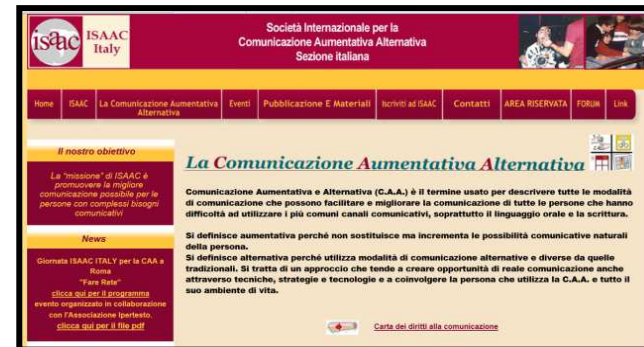 isaac
ISAAC
Italy
Società Internazionale per la
Comunicazione Aumentativa
Alternativa
Sezione italiana
Home
ISAAC
La Comunicazione Aumentativa
Alternativa
Eventi
Pubblicazione E Materiali
Iscriviti ad ISAAC
Contatti
AREA RISERVATA
FORUM
Link
Il nostro obiettivo
La "missione" di ISAAC è
promuovere la migliore
comunicazione possibile per le
persone con complessi bisogni
comunicativi
News
Giornata ISAAC ITALY per la CAA a
Roma
"Fare Rete"
clicca qui per il programma
evento organizzato in collaborazione
con l'Associazione Ipertesto.
clicca qui per il file pdf
La Comunicazione Aumentativa Alternativa
Comunicazione Aumentativa e Alternativa (C.A.A.) è il termine usato per descrivere tutte le modalità
di comunicazione che possono facilitare e migliorare la comunicazione di tutte le persone che hanno
difficoltà ad utilizzare i più comuni canali comunicativi, soprattutto il linguaggio orale e la scrittura.
Si definisce aumentativa perché non sostituisce ma incrementa le possibilità comunicative naturali
della persona.
Si definisce alternativa perché utilizza modalità di comunicazione alternative e diverse da quelle
tradizionali. Si tratta di un approccio che tende a creare opportunità di reale comunicazione anche
attraverso tecniche, strategie e tecnologie e a coinvolgere la persona che utilizza la C.A.A. e tutto il
suo ambiente di vita.
Carta dei diritti alla comunicazione